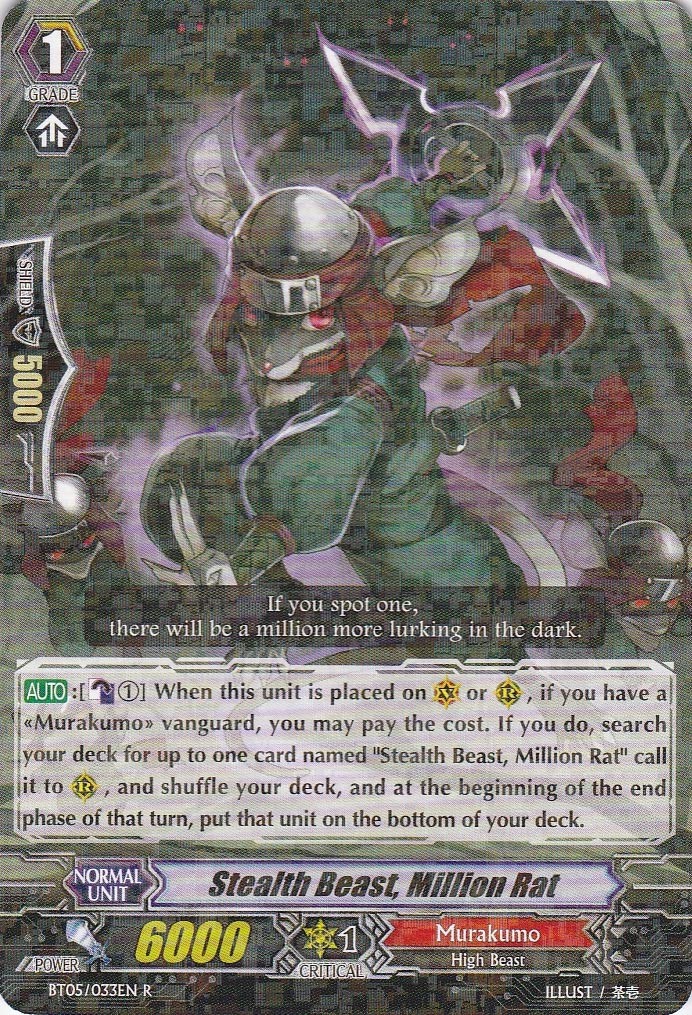 1
GRADE
SHIELD
5000
If you spot one,
there will be a million more lurking in the dark.
AUTO:[①] When this unit is placed on or R, if you have a
«Murakumo» vanguard, you may pay the cost. If you do, search
your deck for up to one card named "Stealth Beast, Million Rat" call
it to R, and shuffle your deck, and at the beginning of the end
phase of that turn, put that unit on the bottom of your deck.
NORMAL
UNIT
Stealth Beast, Million Rat
POWER
6000
1
CRITICAL
Murakumo
High Beast
BT05/033EN R
ILLUST / 茶壱